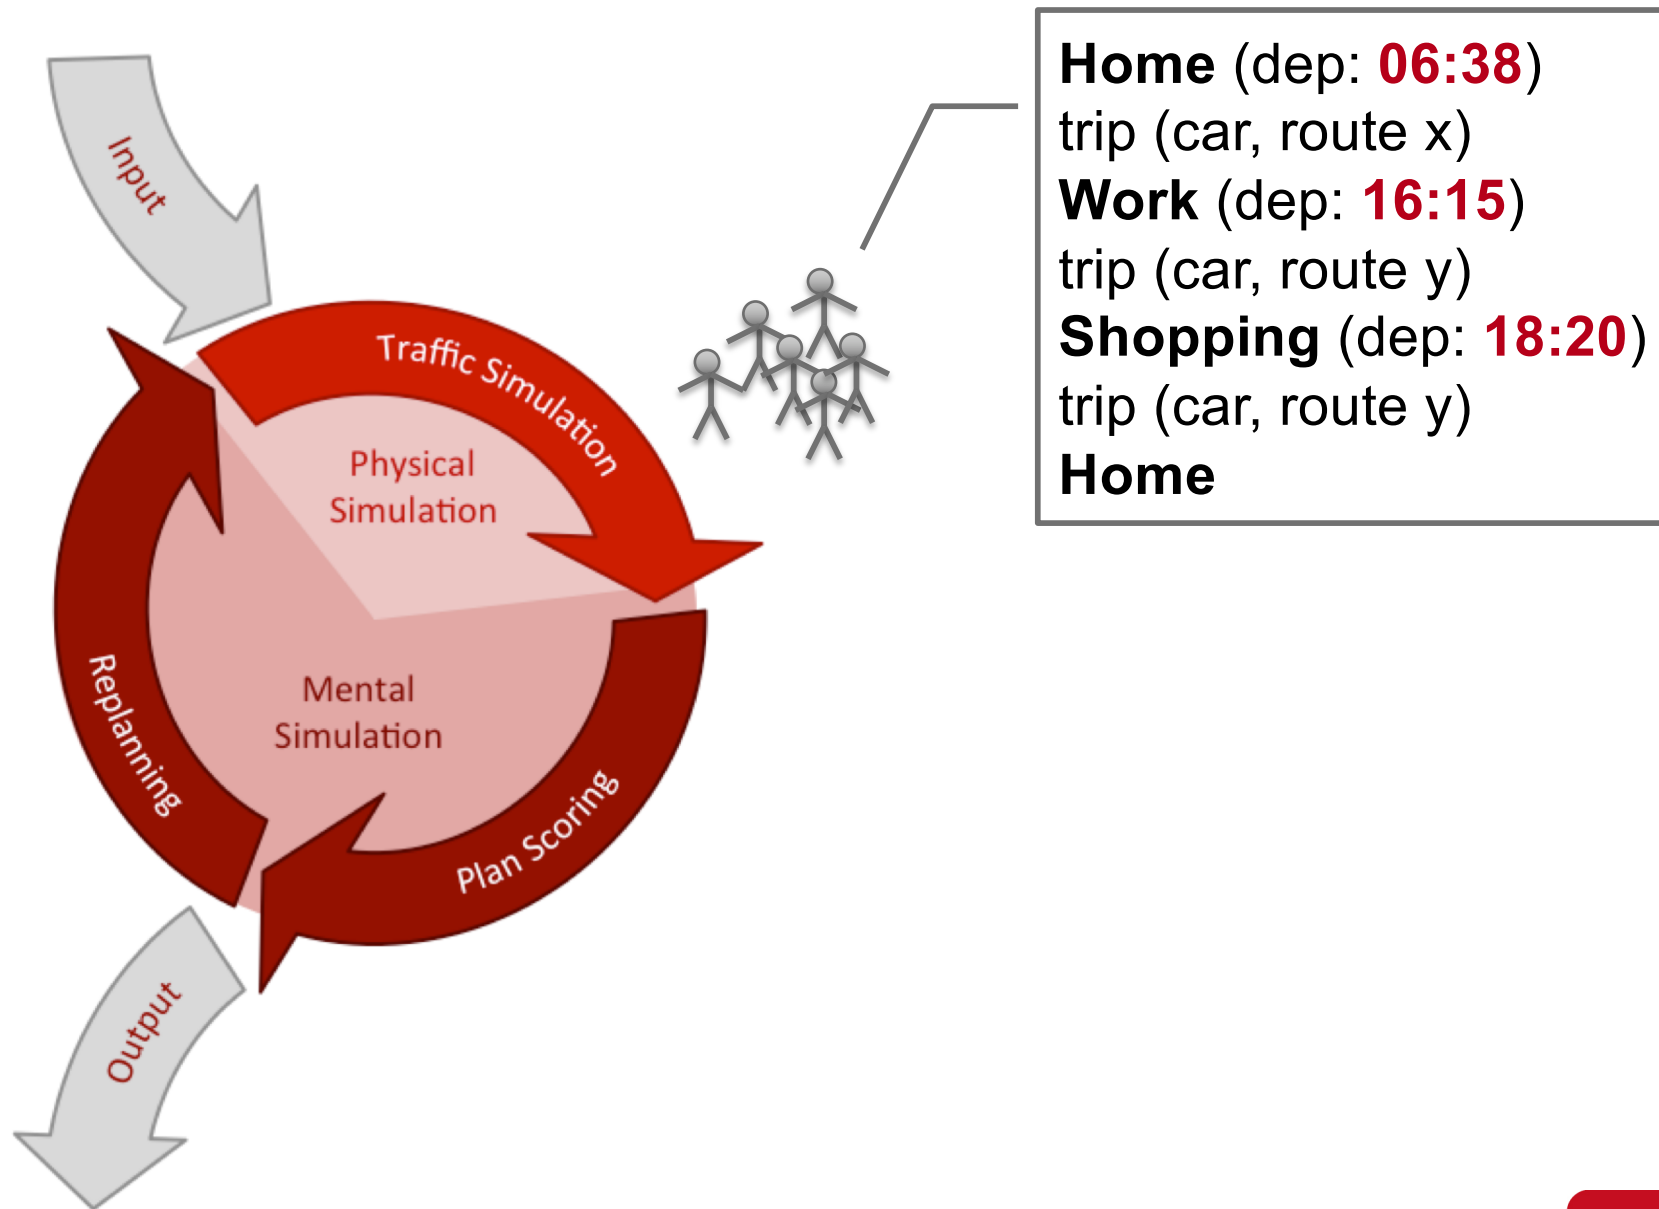 Input
Traffic Simulation
Physical
Simulation
Mental
Simulation
Replanning
Plan Scoring
Output
Home (dep: 06:38)
trip (car, route x)
Work (dep: 16:15)
trip (car, route y)
Shopping (dep: 18:20)
trip (car, route y)
Home